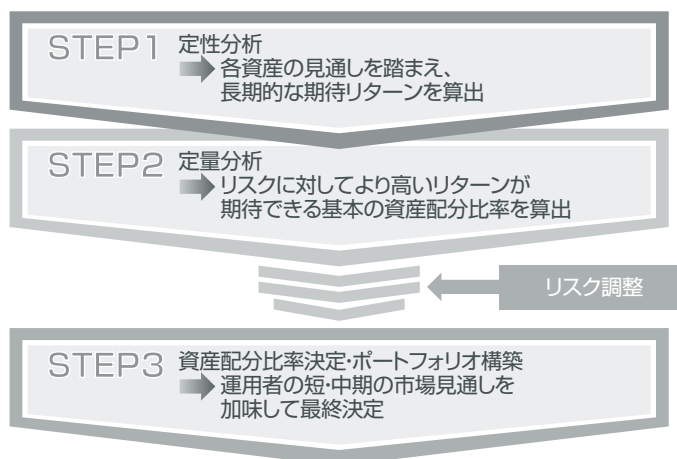 STEP1 定性分析
各資産の見通しを踏まえ、
長期的な期待リターンを算出
STEP2 定量分析
リスクに対してより高いリターンが
期待できる基本の資産配分比率を算出
リスク調整
STEP3 資産配分比率決定・ポートフォリオ構築
運用者の短・中期の市場見通しを
加味して最終決定